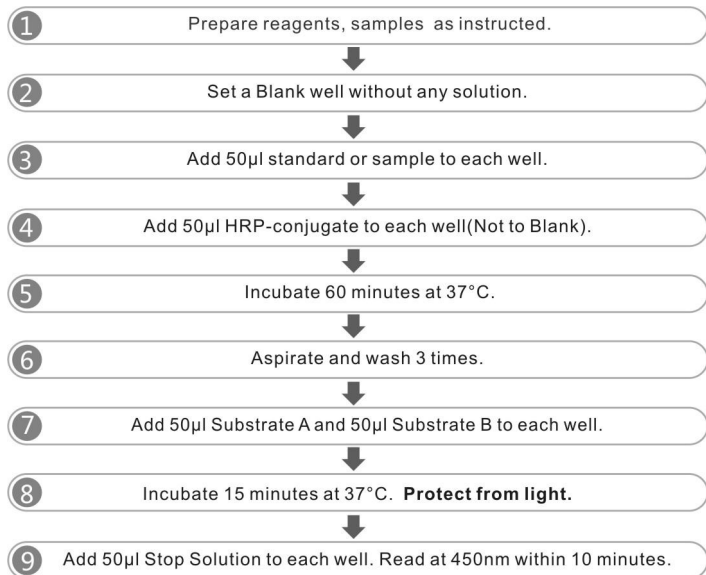 1 Prepare reagents, samples as instructed.
2 Set a Blank well without any solution.
3 Add 50μl standard or sample to each well.
4 Add 50μl HRP-conjugate to each well(Not to Blank).
5 Incubate 60 minutes at 37°C.
6 Aspirate and wash 3 times.
7 Add 50μl Substrate A and 50μl Substrate B to each well.
8 Incubate 15 minutes at 37°C. Protect from light.
9 Add 50μl Stop Solution to each well. Read at 450nm within 10 minutes.